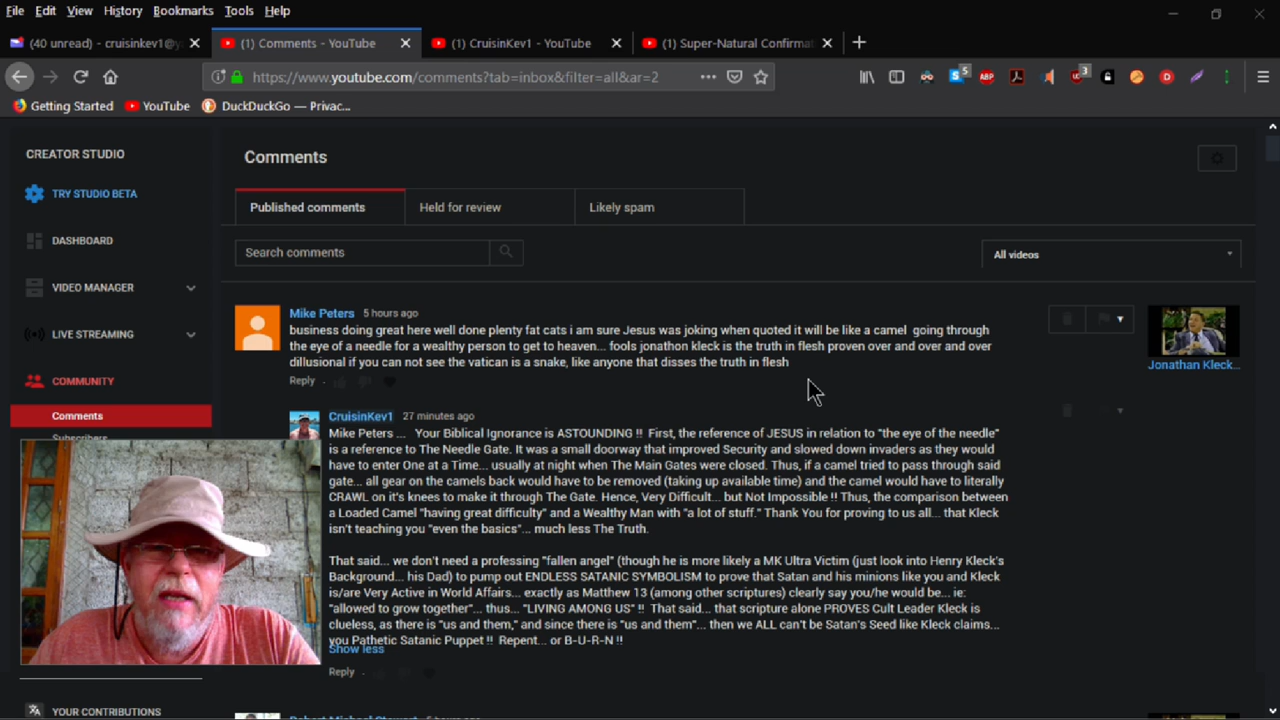 File Edit View History Bookmarks Tools Help
(40 unread) - cruisinkev1@y
(1) Comments - YouTube
(1) CruisinKev1 - YouTube
(1) Super-Natural Confirmat
https://www.youtube.com/comments?tab=inbox&filter=all&ar=2
5
ABP
3
D
Getting Started YouTube DuckDuckGo — Privac...
CREATOR STUDIO
TRY STUDIO BETA
DASHBOARD
VIDEO MANAGER
LIVE STREAMING
COMMUNITY
Comments
Subscribers
YOUR CONTRIBUTIONS
Comments
Published comments Held for review Likely spam
Search comments
All videos
Mike Peters 5 hours ago
business doing great here well done plenty fat cats i am sure Jesus was joking when quoted it will be like a camel going through
the eye of a needle for a wealthy person to get to heaven... fools jonathon kleck is the truth in flesh proven over and over and over
dillusional if you can not see the vatican is a snake, like anyone that disses the truth in flesh
Reply
Jonathan Kleck...
CruisinKev1 27 minutes ago
Mike Peters ... Your Biblical Ignorance is ASTOUNDING !! First, the reference of JESUS in relation to "the eye of the needle"
is a reference to The Needle Gate. It was a small doorway that improved Security and slowed down invaders as they would
have to enter One at a Time... usually at night when The Main Gates were closed. Thus, if a camel tried to pass through said
gate... all gear on the camels back would have to be removed (taking up available time) and the camel would have to literally
CRAWL on it's knees to make it through The Gate. Hence, Very Difficult... but Not Impossible !! Thus, the comparison between
a Loaded Camel "having great difficulty" and a Wealthy Man with "a lot of stuff." Thank You for proving to us all... that Kleck
isn't teaching you "even the basics"... much less The Truth.
That said... we don't need a professing "fallen angel" (though he is more likely a MK Ultra Victim (just look into Henry Kleck's
Background... his Dad) to pump out ENDLESS SATANIC SYMBOLISM to prove that Satan and his minions like you and Kleck
is/are Very Active in World Affairs... exactly as Matthew 13 (among other scriptures) clearly say you/he would be... ie:
"allowed to grow together"... thus... "LIVING AMONG US" !! That said... that scripture alone PROVES Cult Leader Kleck is
clueless, as there is "us and them," and since there is "us and them"... then we ALL can't be Satan's Seed like Kleck claims...
you Pathetic Satanic Puppet !! Repent... or B-U-R-N !!
Show less
Reply